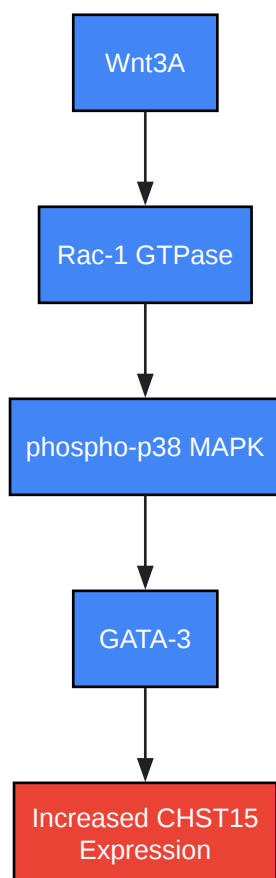 Wnt3A
Rac-1 GTPase
phospho-p38 MAPK
GATA-3
Increased CHST15
Expression